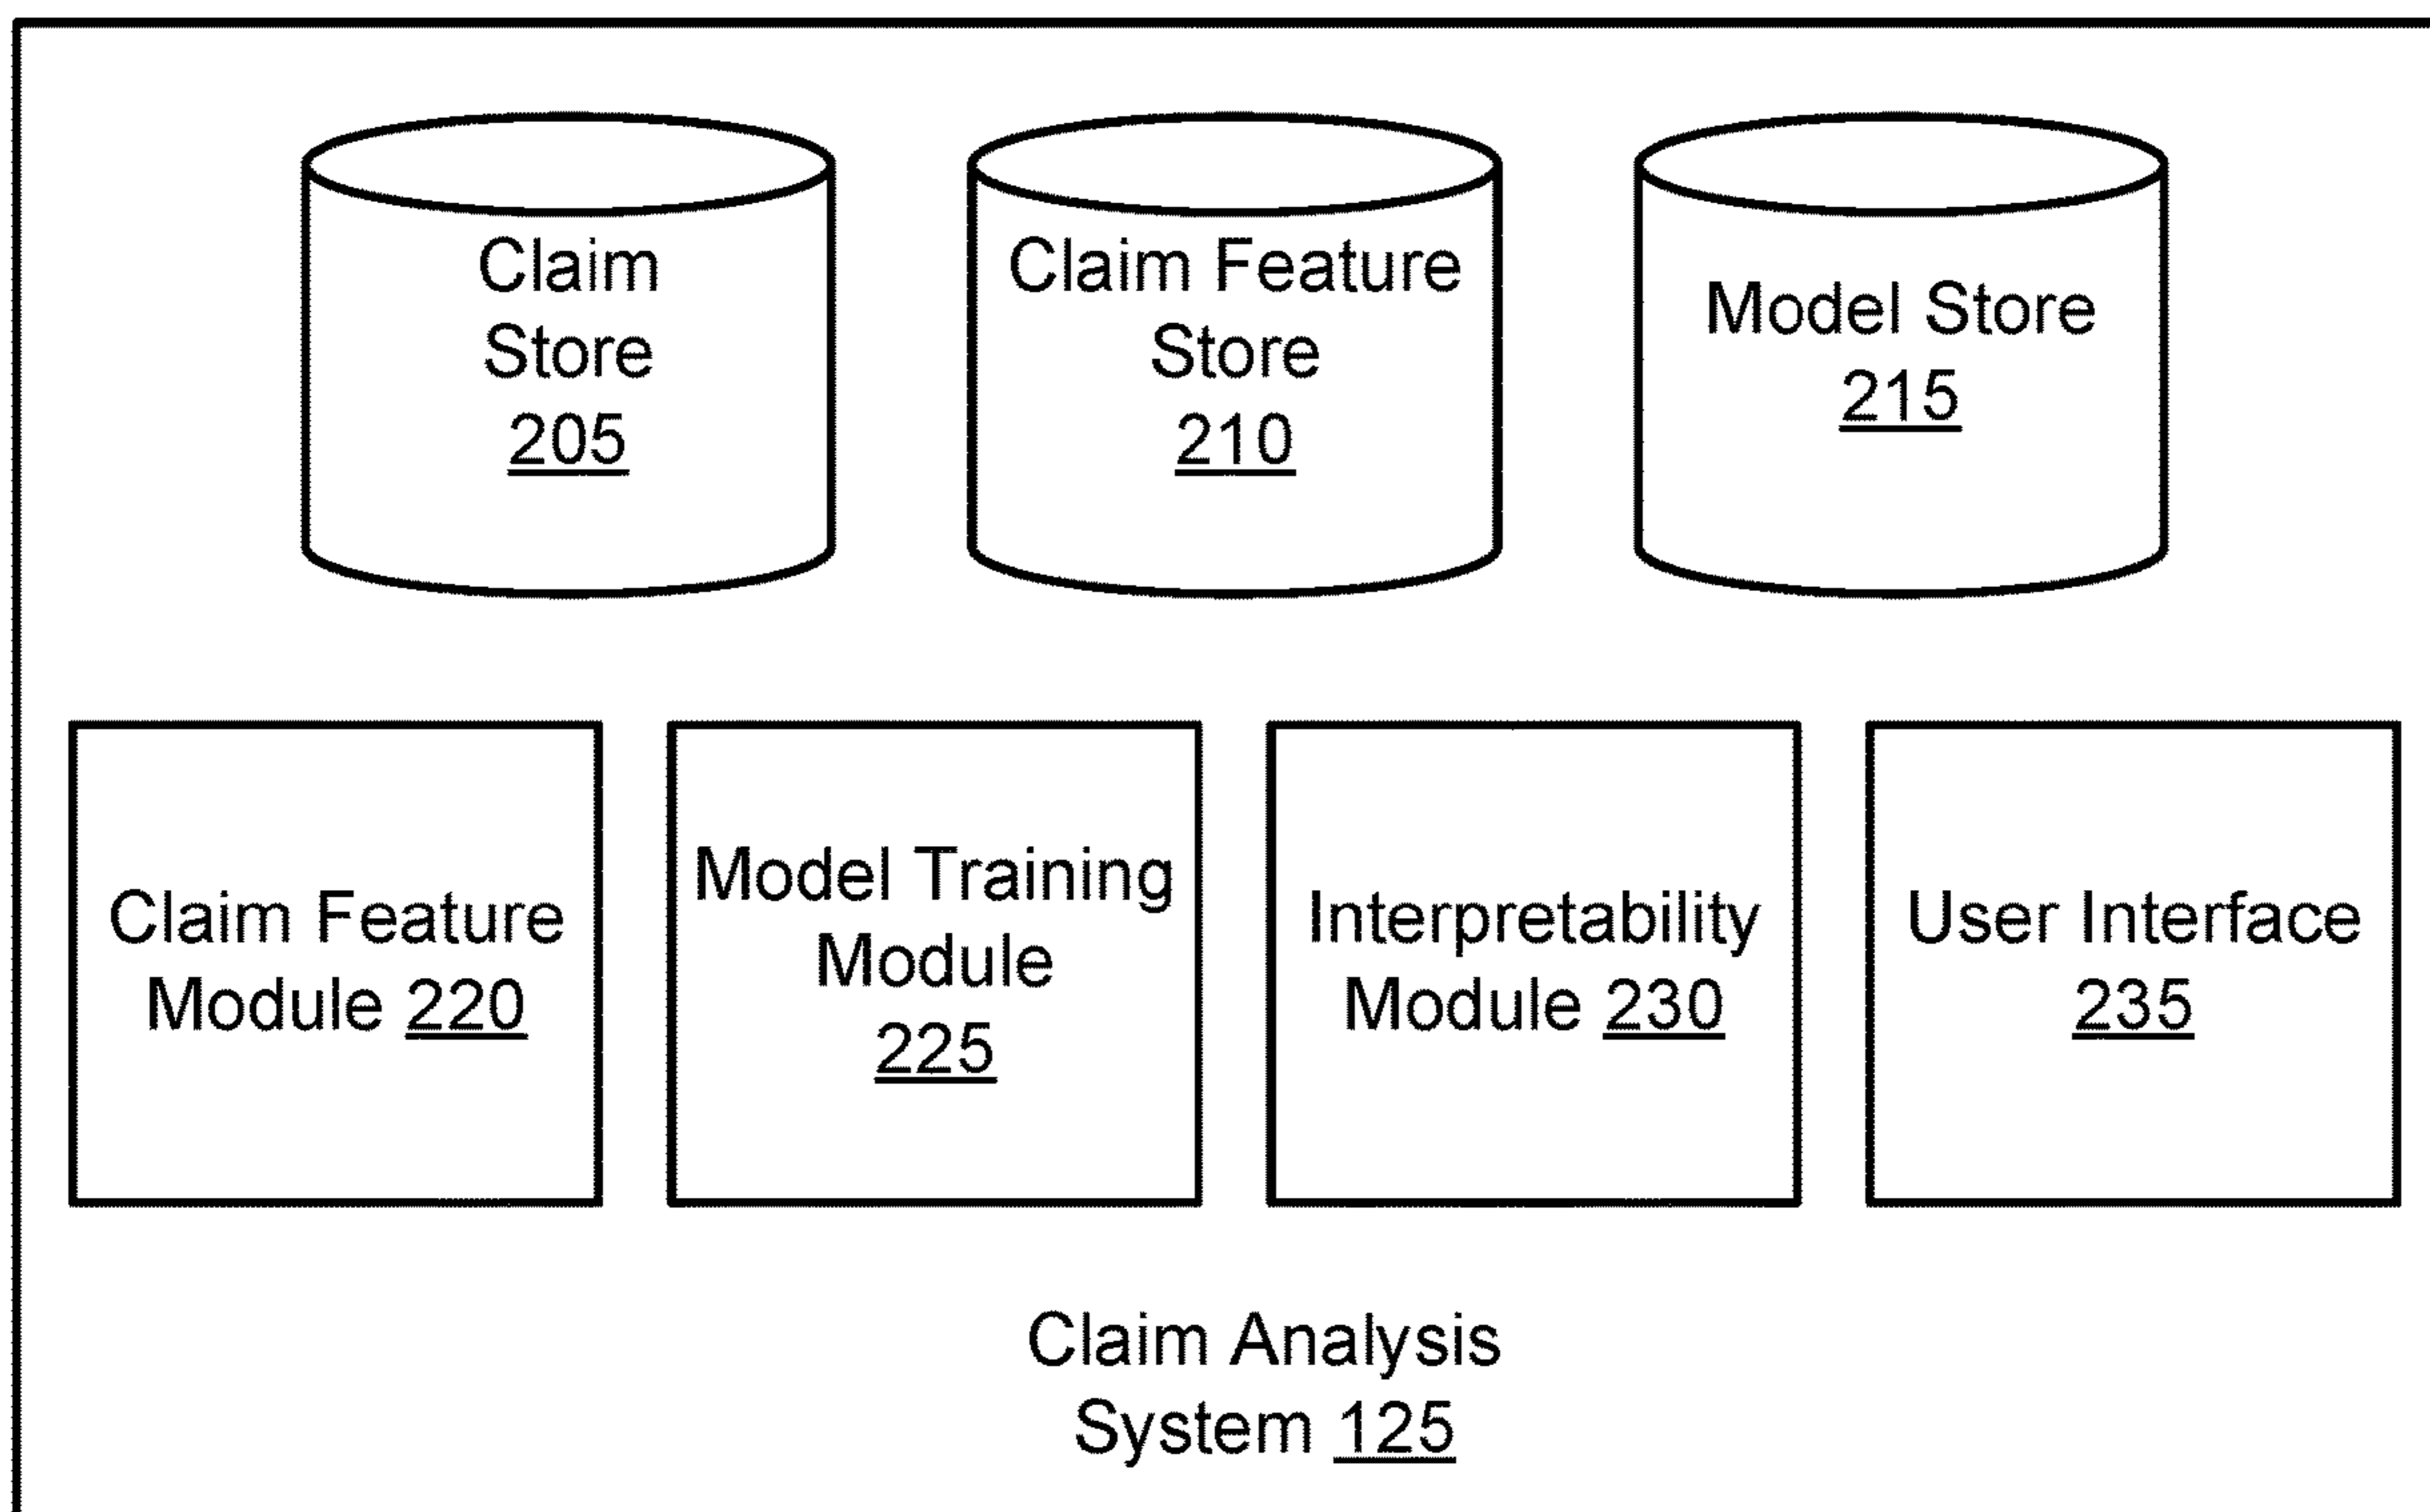 Claim
Store
205
Claim Feature
Store
210
Model Store
215
Claim Feature
Module 220
Model Training
Module
225
Interpretability
Module 230
User Interface
235
Claim Analysis
System 125